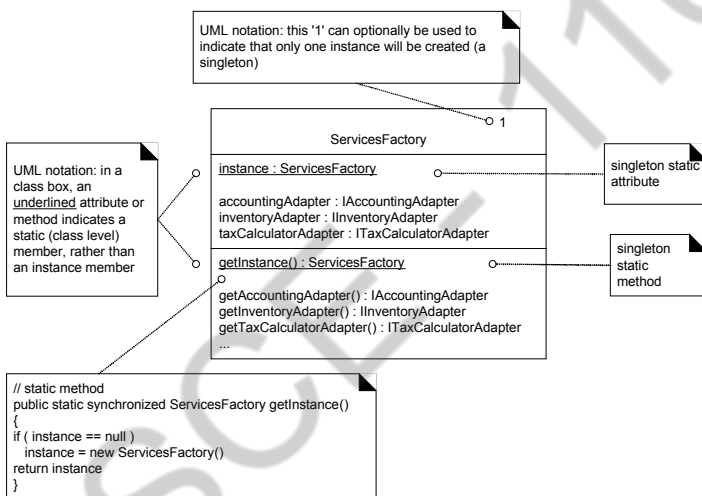 UML notation: this '1' can optionally be used to
indicate that only one instance will be created (a
singleton)
1
ServicesFactory
UML notation: in a
class box, an
underlined attribute or
method indicates a
static (class level)
member, rather than
an instance member
instance : ServicesFactory
accountingAdapter : IAccountingAdapter
inventoryAdapter : IInventoryAdapter
taxCalculatorAdapter : ITaxCalculatorAdapter
singleton static
attribute
getInstance() : ServicesFactory
getAccountingAdapter() : IAccountingAdapter
getInventoryAdapter() : IInventoryAdapter
getTaxCalculatorAdapter() : ITaxCalculatorAdapter
...
singleton
static
method
// static method
public static synchronized ServicesFactory getInstance()
{
if ( instance == null )
instance = new ServicesFactory()
return instance
}
SCE - 110